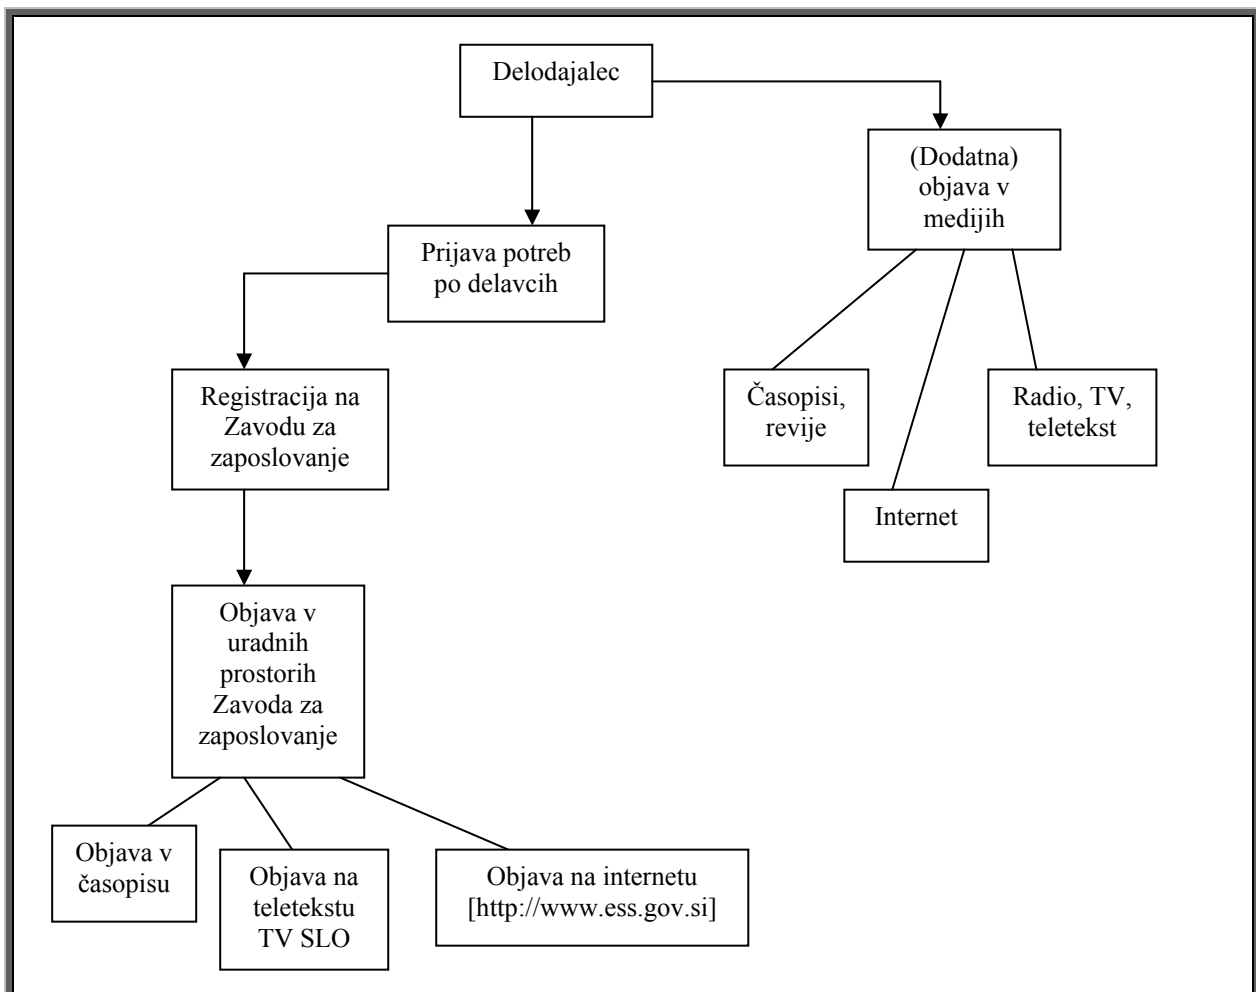 Delodajalec
(Dodatna)
objava v
medijih
Prijava potreb
po delavcih
Registracija na
Zavodu za
zaposlovanje
Časopisi,
revije
Radio, TV,
teletekst
Internet
Objava v
uradnih
prostorih
Zavoda za
zaposlovanje
Objava v
časopisu
Objava na
teletekstu
TV SLO
Objava na internetu
[http://www.ess.gov.si]